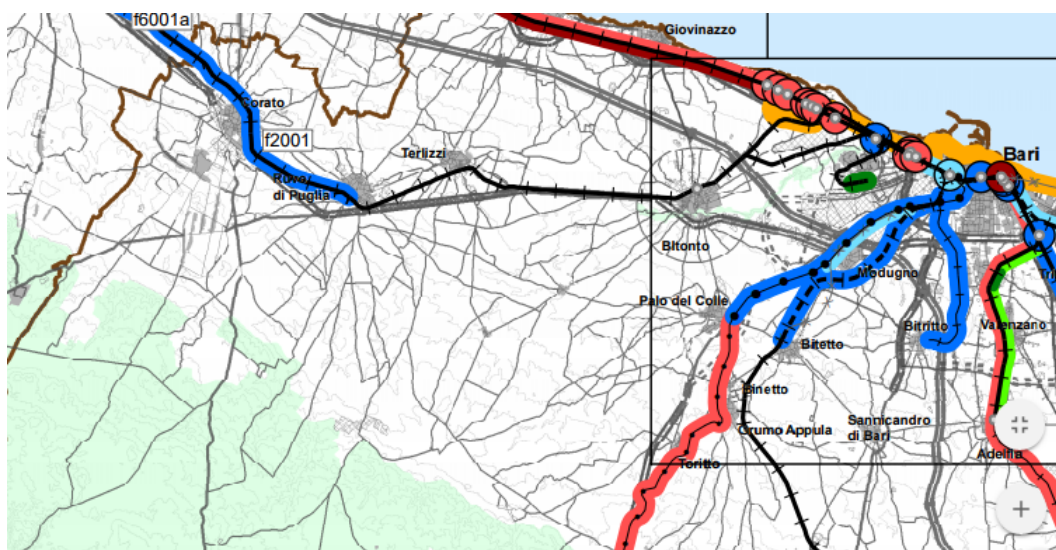 f6001a
Giovinazzo
Corato
f2001
Terlizzi
Bari
Ruvo
di Puglia
Bitonto
Modugno
Palo del Colle
Bitritto
Valenzano
Bitetto
Binetto
Grumo Appula
Sannicandro
di Bari
Adelfia
Toritto